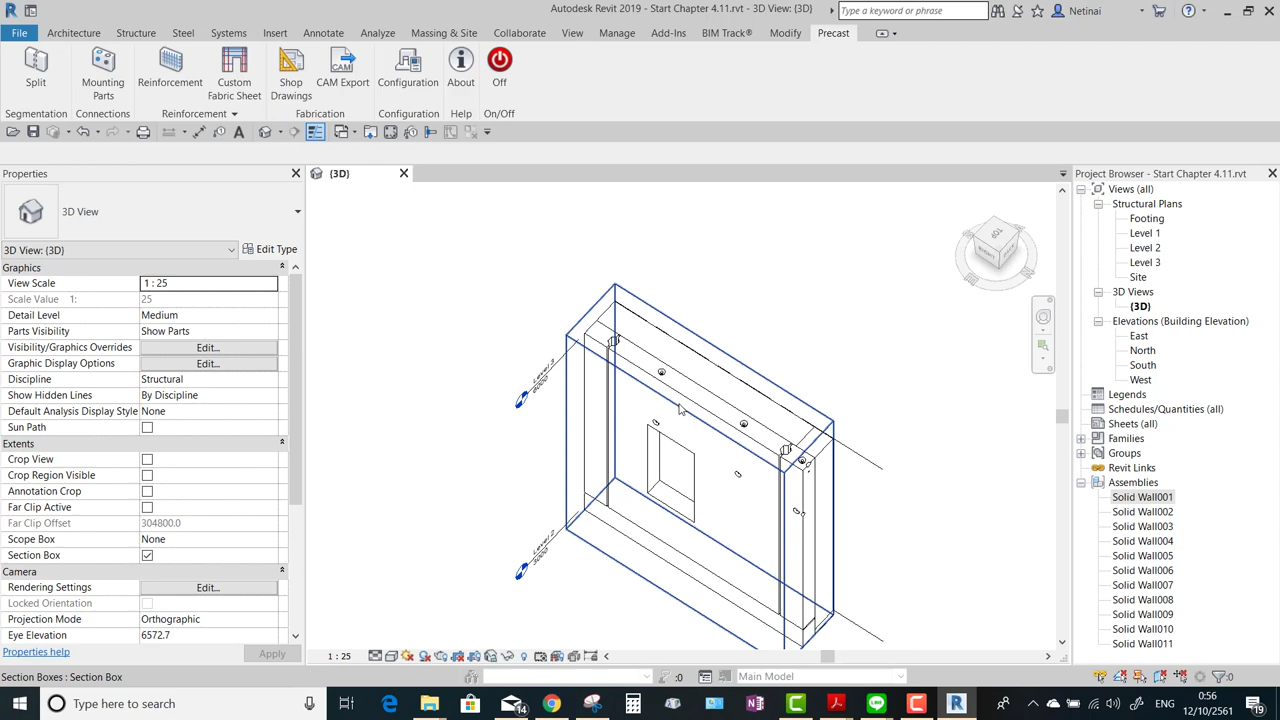 Autodesk Revit 2019 - Start Chapter 4.11.rvt - 3D View: {3D}
Type a keyword or phrase
Netinai
File Architecture Structure Steel Systems Insert Annotate Analyze Massing & Site Collaborate View Manage Add-Ins BIM Track® Modify Precast
Split
Mounting Parts
Reinforcement
Custom Fabric Sheet
Shop Drawings
CAM
CAM Export
Configuration
About
Off
Segmentation Connections Reinforcement Fabrication Configuration Help On/Off
Properties
{3D}
Project Browser - Start Chapter 4.11.rvt
3D View
3D View: {3D} Edit Type
Graphics
View Scale 1 : 25
Scale Value 1: 25
Detail Level Medium
Parts Visibility Show Parts
Visibility/Graphics Overrides Edit...
Graphic Display Options Edit...
Discipline Structural
Show Hidden Lines By Discipline
Default Analysis Display Style None
Sun Path
Extents
Crop View
Crop Region Visible
Annotation Crop
Far Clip Active
Far Clip Offset 304800.0
Scope Box None
Section Box
Camera
Rendering Settings Edit...
Locked Orientation
Projection Mode Orthographic
Eye Elevation 6572.7
Properties help Apply
TOP
Level 3
6000
Level 2
3000
Views (all)
Structural Plans
Footing
Level 1
Level 2
Level 3
Site
3D Views
{3D}
Elevations (Building Elevation)
East
North
South
West
Legends
Schedules/Quantities (all)
Sheets (all)
Families
Groups
Revit Links
Assemblies
Solid Wall001
Solid Wall002
Solid Wall003
Solid Wall004
Solid Wall005
Solid Wall006
Solid Wall007
Solid Wall008
Solid Wall009
Solid Wall010
Solid Wall011
1 : 25
Section Boxes : Section Box
:0
Main Model
:0
Type here to search
14
ENG
0:56
12/10/2561